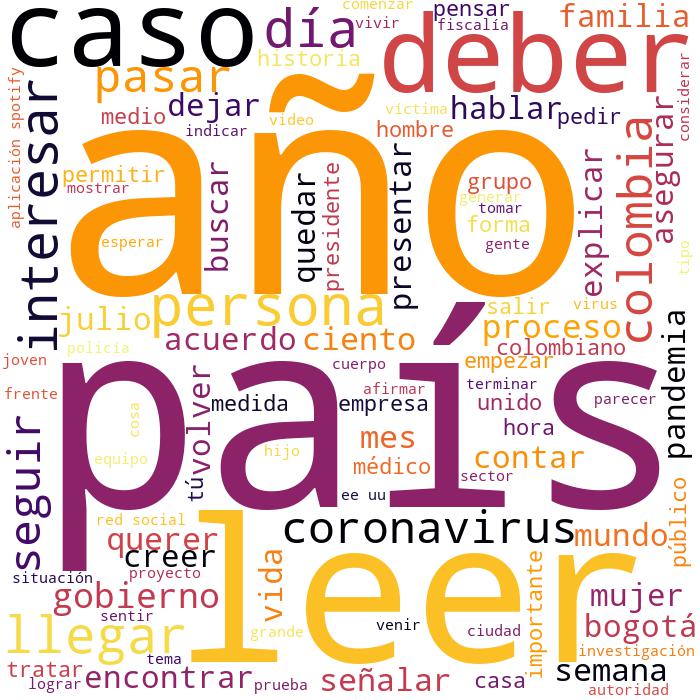 caso
día
comenzar
vivir
pensar
fiscalía
familia
pasar
historia
deber
dejar
medio
indicar
video
víctima
hablar
pedir
hombre
considerar
aplicación spotify
interesar
año
permitir
mostrar
esperar
buscar
quedar
presidente
presentar
grupo
generar
tomar
forma
gente
explicar
colombia
asegurar
tipo
persona
julio
salir
virus
proceso
acuerdo
ciento
colombiano
policía
joven
cuerpo
empezar
pandemia
país
frente
volver
medida
afirmar
empresa
terminar
unido
parecer
seguir
cosa
mes
hora
equipo
hijo
médico
contar
sector
tú
ee uu
público
red social
leer
coronavirus
querer
creer
mundo
situación
proyecto
vida
importante
gobierno
mujer
sentir
llegar
grande
venir
ciudad
bogotá
tratar
tema
encontrar
señalar
casa
investigación
semana
lograr
prueba
autoridad